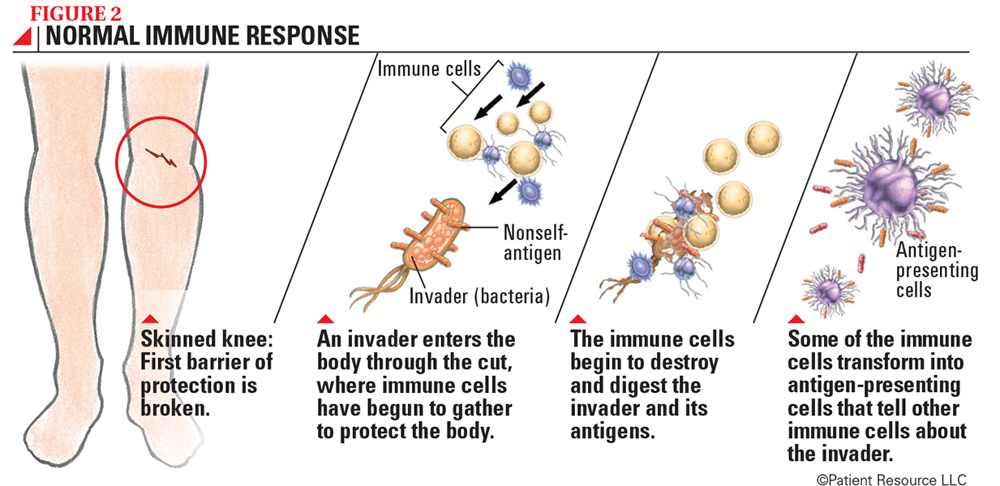 FIGURE 2
NORMAL IMMUNE RESPONSE
Skinned knee:
First barrier of
protection is
broken.
Immune cells
Nonself-
antigen
Invader (bacteria)
An invader enters the
body through the cut,
where immune cells
have begun to gather
to protect the body.
The immune cells
begin to destroy
and digest the
invader and its
antigens.
Antigen-
presenting
cells
Some of the immune
cells transform into
antigen-presenting
cells that tell other
immune cells about
the invader.
©Patient Resource LLC